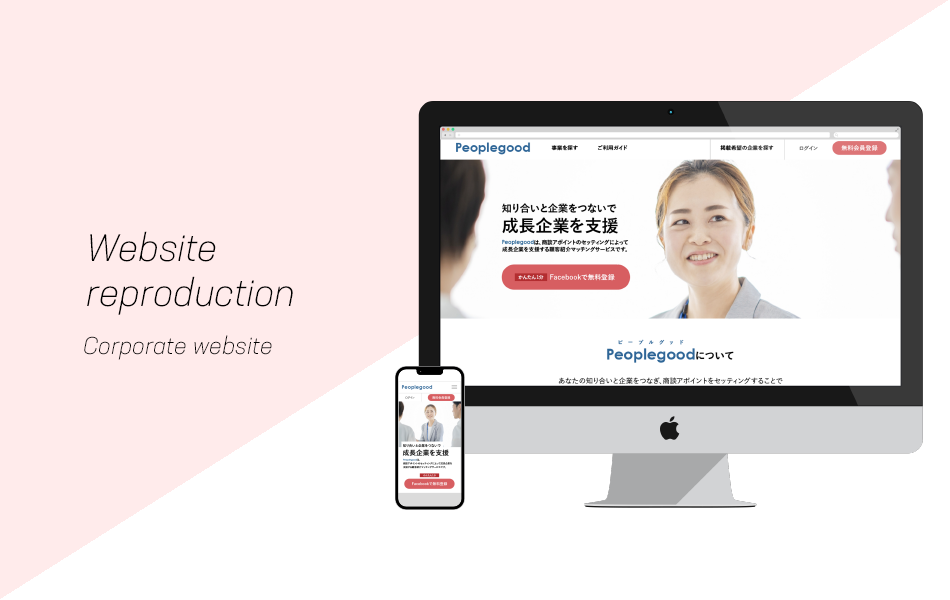 Website
reproduction
Corporate website
Peoplegood
事業を探す
ご利用ガイド
掲載希望の企業を探す
ログイン
無料会員登録
知り合いと企業をつないで
成長企業を支援
Peoplegoodは、商談アポイントのセッティングによって
成長企業を支援する顧客紹介マッチングサービスです。
かんたん1分 Facebookで無料登録
ピープルグッド
Peoplegoodについて
あなたの知り合いと企業をつなぎ、商談アポイントをセッティングすることで
Peoplegood
ログイン
無料会員登録
知り合いと企業をつないで
成長企業を支援
Facebookで無料登録